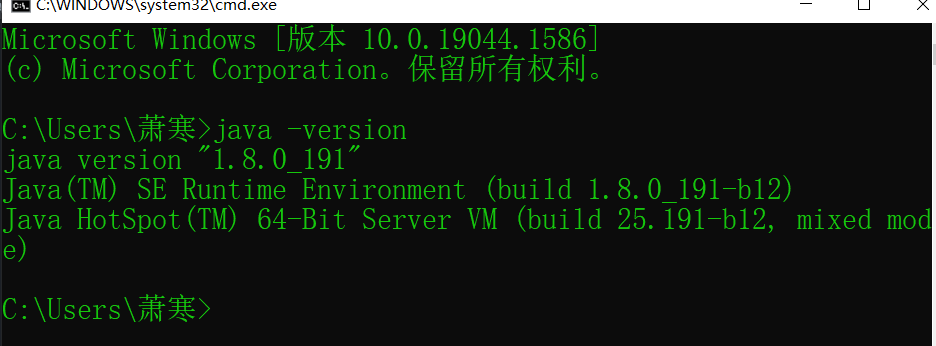 C:\WINDOWS\system32\cmd.exe
Microsoft Windows [版本 10.0.19044.1586]
(c) Microsoft Corporation。保留所有权利。
C:\Users\萧寒>java -version
java version "1.8.0_191"
Java(TM) SE Runtime Environment (build 1.8.0_191-b12)
Java HotSpot(TM) 64-Bit Server VM (build 25.191-b12, mixed mod
e)
C:\Users\萧寒>